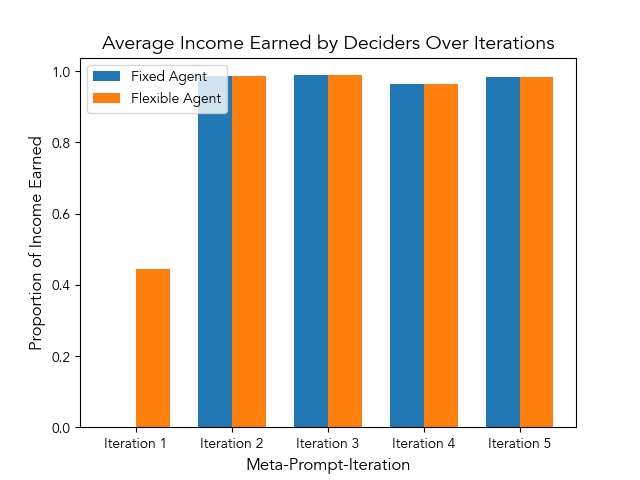 Average Income Earned by Deciders Over Iterations
Fixed Agent
Flexible Agent
Proportion of Income Earned
1.0
0.8
0.6
0.4
0.2
0.0
Iteration 1
Iteration 2
Iteration 3
Iteration 4
Iteration 5
Meta-Prompt-Iteration